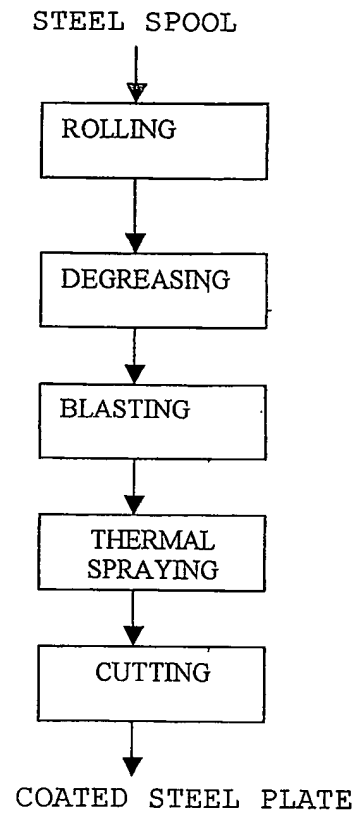 STEEL SPOOL
ROLLING
DEGREASING
BLASTING
THERMAL
SPRAYING
CUTTING
COATED STEEL PLATE